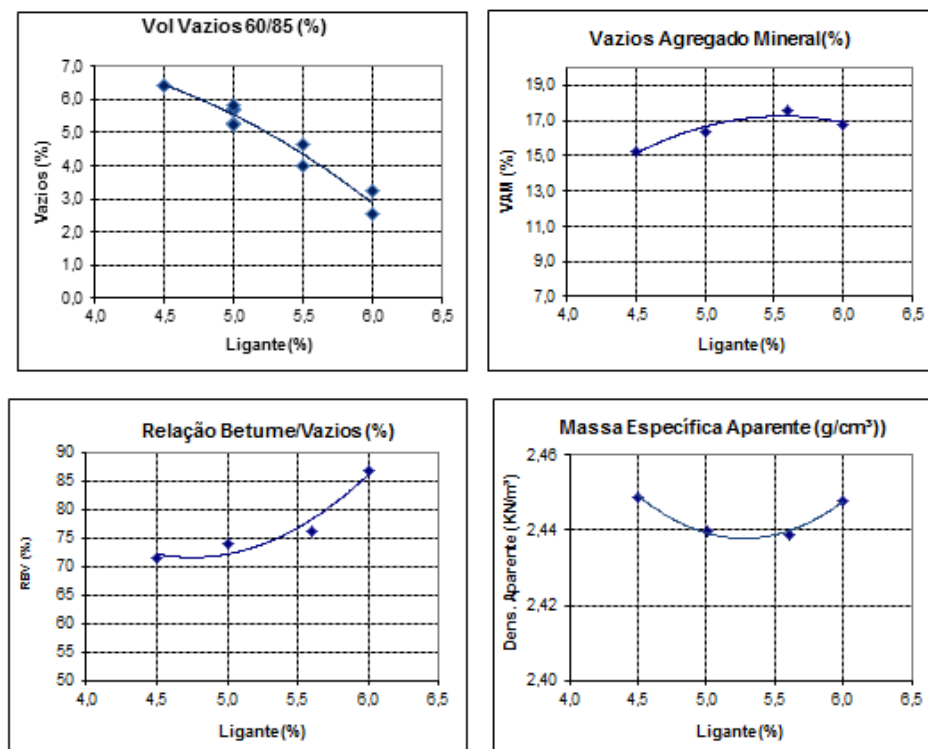 Vol Vazios 60/85 (%)
Vazios (%)
7,0
6,0
5,0
4,0
3,0
2,0
1,0
0,0
4,0 4,5 5,0 5,5 6,0 6,5
Ligante(%)
Vazios Agregado Mineral(%)
VAM (%)
19,0
17,0
15,0
13,0
11,0
9,0
7,0
4,0 4,5 5,0 5,5 6,0 6,5
Ligante(%)
Relação Betume/Vazios (%)
RBV (%)
90
85
80
75
70
65
60
55
50
4,0 4,5 5,0 5,5 6,0 6,5
Ligante(%)
Massa Específica Aparente (g/cm³))
Dens. Aparente (KN/m³)
2,46
2,44
2,42
2,40
4,0 4,5 5,0 5,5 6,0 6,5
Ligante(%)